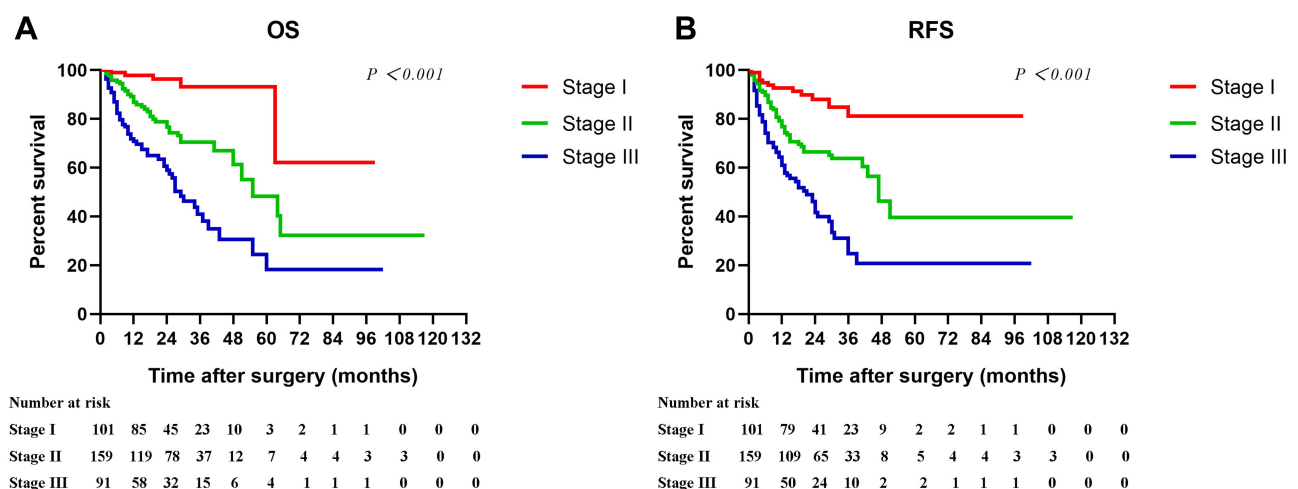 A
OS
P <0.001
Percent survival
100
80
60
40
20
0
0 12 24 36 48 60 72 84 96 108 120 132
Time after surgery (months)
Stage I
Stage II
Stage III
Number at risk
Stage I 101 85 45 23 10 3 2 1 1 0 0 0
Stage II 159 119 78 37 12 7 4 4 3 3 0 0
Stage III 91 58 32 15 6 4 1 1 1 0 0 0
B
RFS
P <0.001
Percent survival
100
80
60
40
20
0
0 12 24 36 48 60 72 84 96 108 120 132
Time after surgery (months)
Stage I
Stage II
Stage III
Number at risk
Stage I 101 79 41 23 9 2 2 1 1 0 0 0
Stage II 159 109 65 33 8 5 4 4 3 3 0 0
Stage III 91 50 24 10 2 2 1 1 1 0 0 0